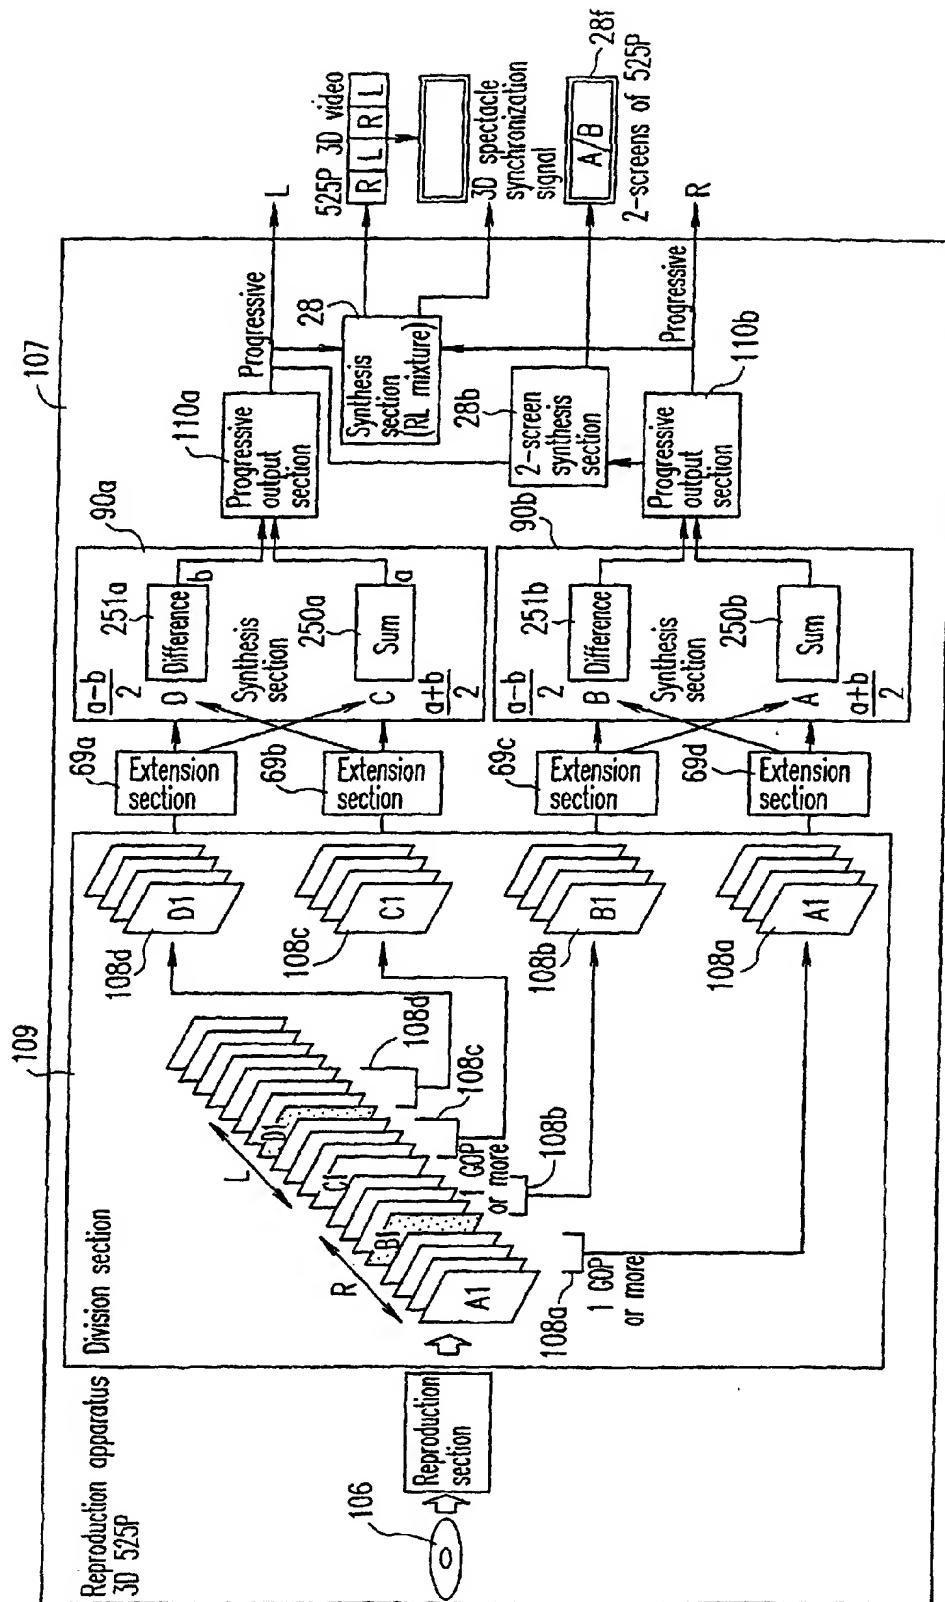 Reproduction apparatus
3D 525P
106
Reproduction
section
107
109
Division section
A1
B1
C1
D1
R
L
108a
1 GOP
or more
108b
1 GOP
or more
108c
108d
108d
D1
108c
C1
108b
B1
108a
A1
69a
Extension
section
69b
Extension
section
69c
Extension
section
69d
Extension
section
90a
a-b
2
D
251a
Difference
b
Synthesis
section
C
250a
Sum
a
a+b
2
90b
a-b
2
B
251b
Difference
Synthesis
section
A
250b
Sum
a+b
2
110a
Progressive
output
section
Progressive
28
Synthesis
section
(RL mixture)
28b
2-screen
synthesis
section
110b
Progressive
output
section
Progressive
L
525P 3D video
R L R L
3D spectacle
synchronization
signal
A/B
28f
2-screens of 525P
R